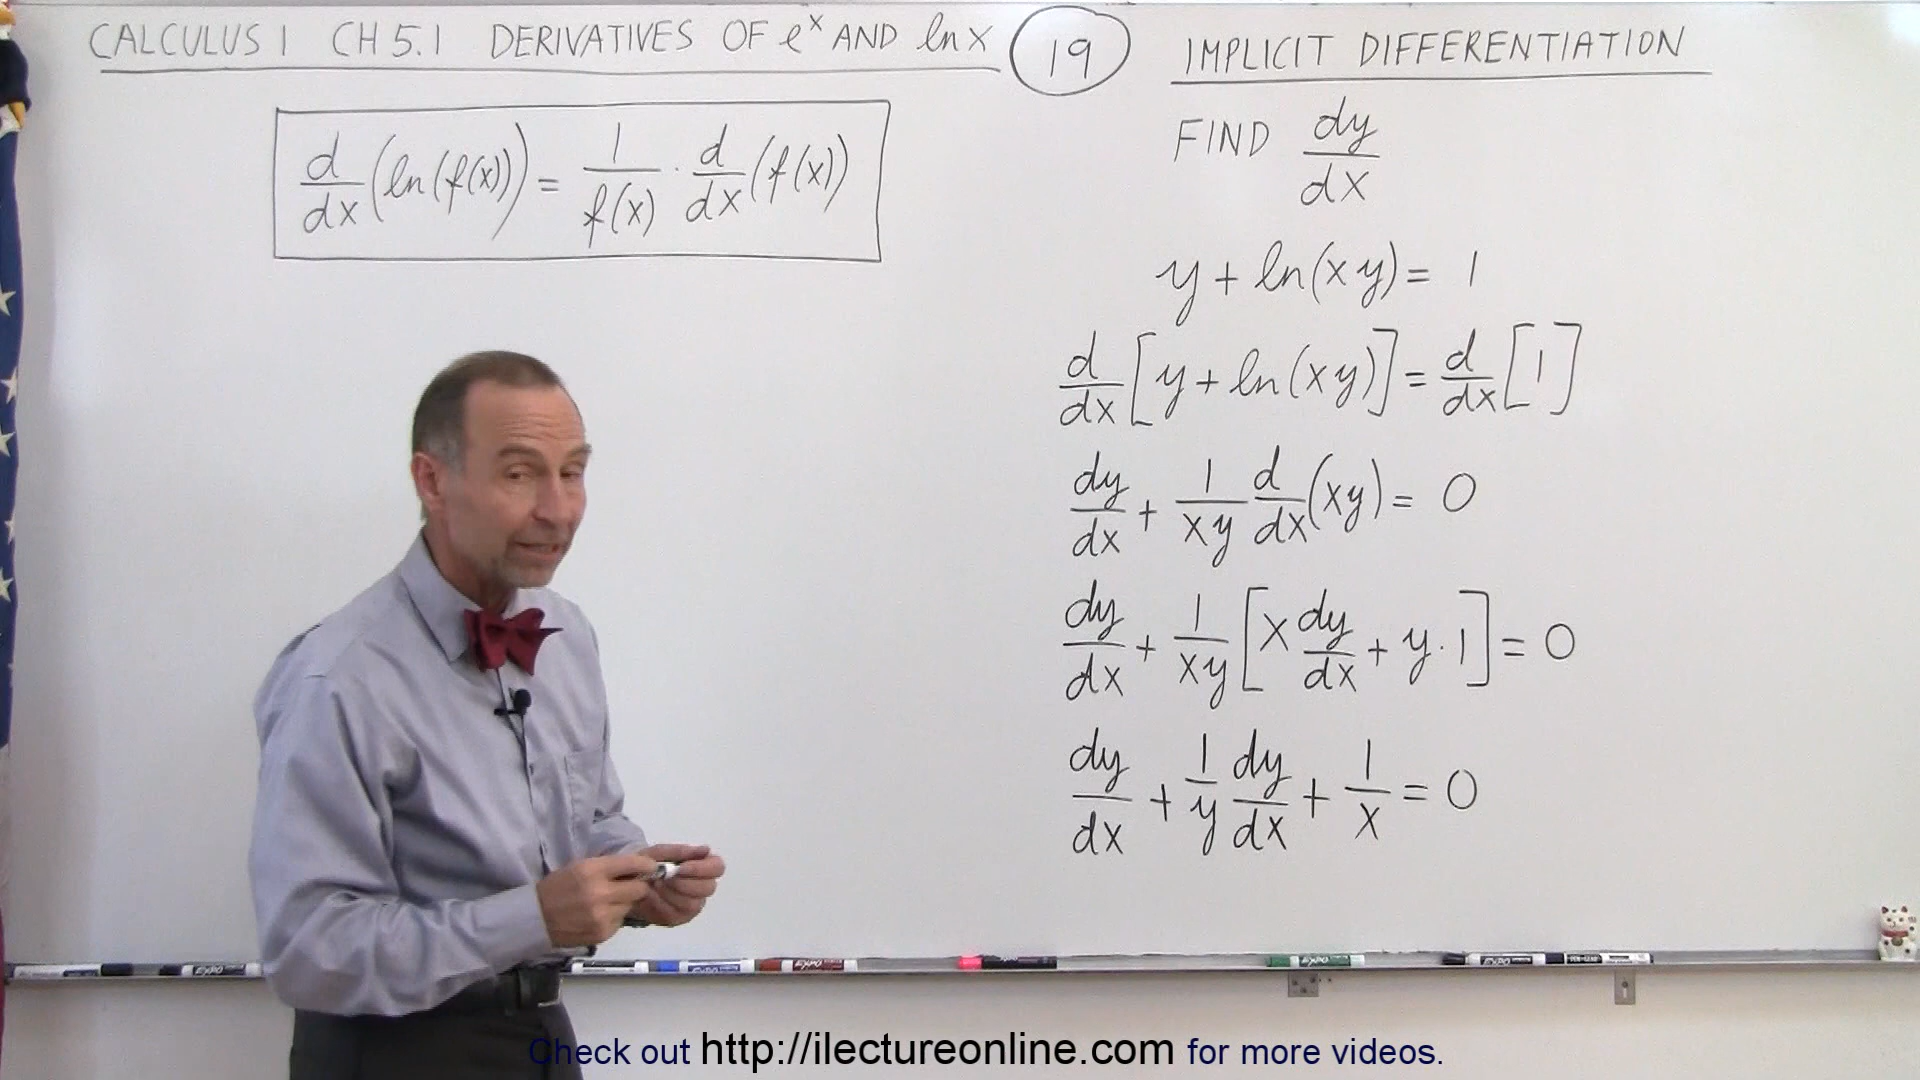 CALCULUS 1 CH 5.1 DERIVATIVES OF e^x AND ln x
19
IMPLICIT DIFFERENTIATION
d/dx (ln(f(x))) = 1/f(x) · d/dx (f(x))
FIND dy/dx
y + ln(xy) = 1
d/dx [y + ln(xy)] = d/dx [1]
dy/dx + 1/xy d/dx (xy) = 0
dy/dx + 1/xy [x dy/dx + y · 1] = 0
dy/dx + 1/y dy/dx + 1/x = 0
EXPO
EXPO
EXPO
EXPO
EXPO
Check out http://ilectureonline.com for more videos.